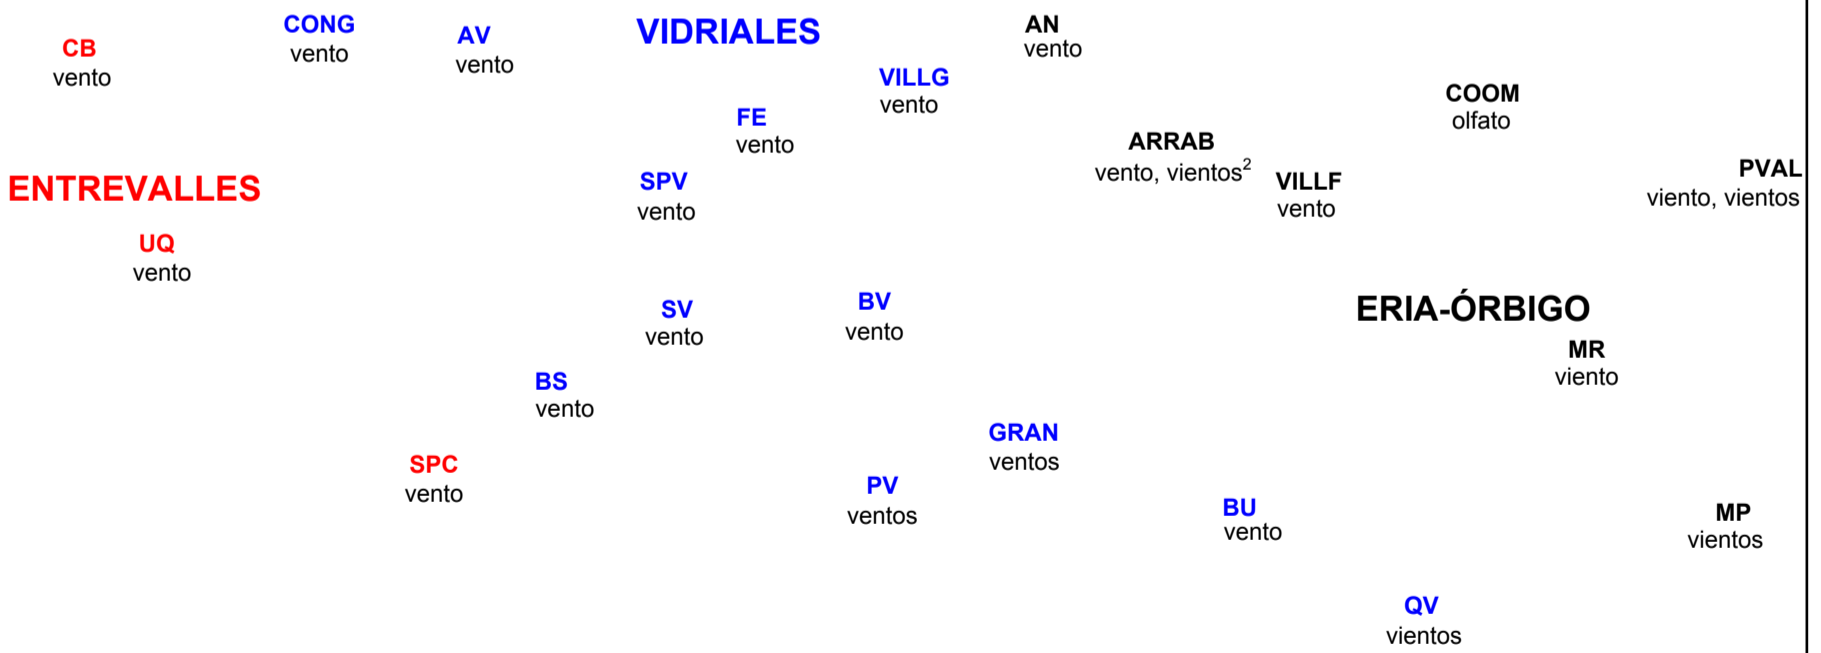 CONG
vento
AN
vento
VIDRIALES
AV
vento
CB
vento
VILLG
vento
COOM
olfato
FE
vento
ARRAB
vento, vientos²
PVAL
viento, vientos
SPV
vento
VILLF
vento
ENTREVALLES
UQ
vento
BV
vento
SV
vento
ERIA-ÓRBIGO
MR
viento
BS
vento
GRAN
ventos
SPC
vento
PV
ventos
BU
vento
MP
vientos
QV
vientos